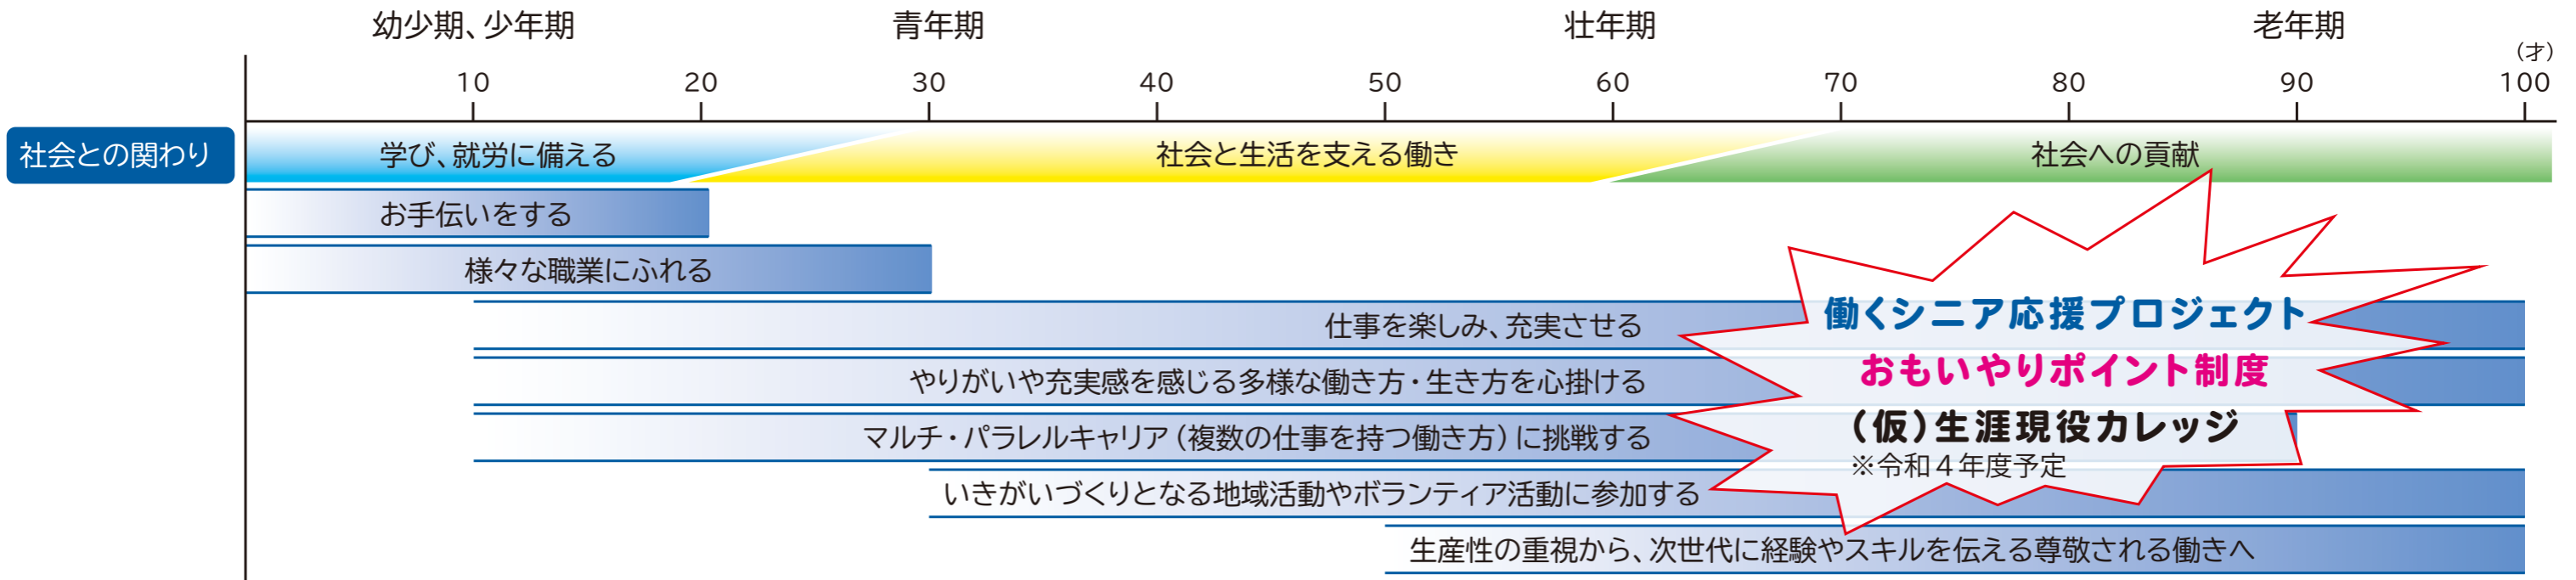 幼少期、少年期
青年期
壮年期
老年期
（才）
10
20
30
40
50
60
70
80
90
100
社会との関わり
学び、就労に備える
社会と生活を支える働き
社会への貢献
お手伝いをする
様々な職業にふれる
仕事を楽しみ、充実させる
やりがいや充実感を感じる多様な働き方・生き方を心掛ける
マルチ・パラレルキャリア（複数の仕事を持つ働き方）に挑戦する
いきがいづくりとなる地域活動やボランティア活動に参加する
生産性の重視から、次世代に経験やスキルを伝える尊敬される働きへ
働くシニア応援プロジェクト
おもいやりポイント制度
（仮）生涯現役カレッジ
※令和４年度予定